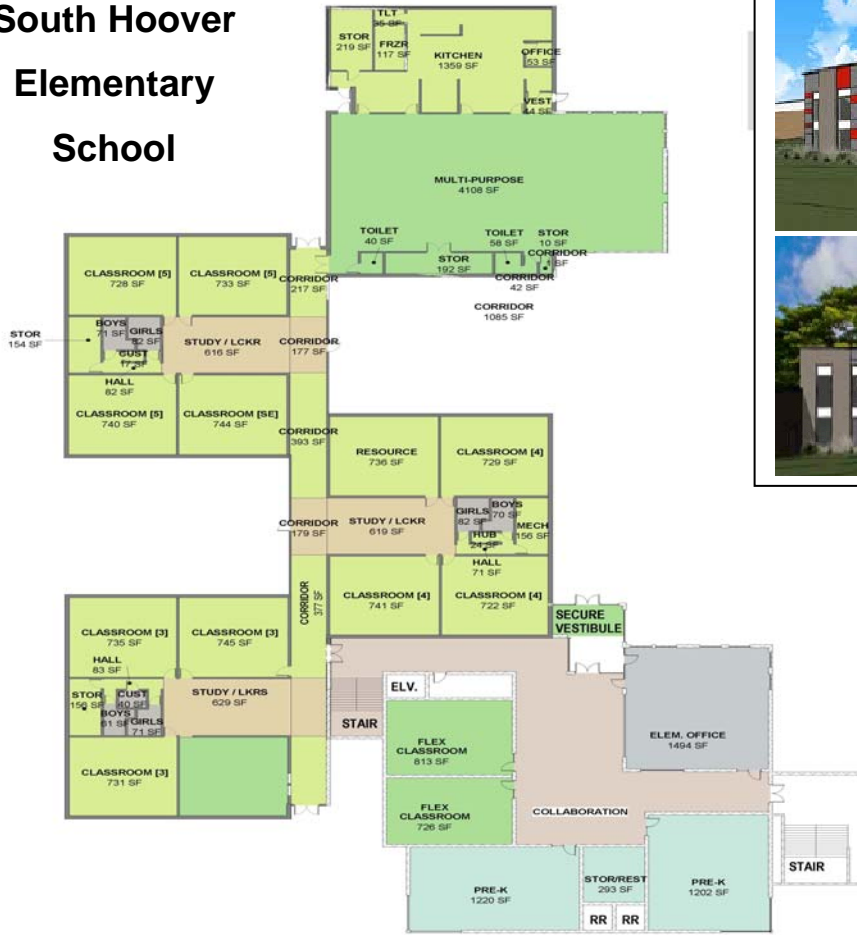 South Hoover
Elementary
School
TLT
35 SF
STOR
219 SF
FRZR
117 SF
KITCHEN
1359 SF
OFFICE
53 SF
VEST
44 SF
MULTI-PURPOSE
4108 SF
TOILET
40 SF
TOILET
58 SF
STOR
10 SF
STOR
192 SF
CORRIDOR
SF
CORRIDOR
42 SF
CORRIDOR
1085 SF
CLASSROOM [5]
728 SF
CLASSROOM [5]
733 SF
CORRIDOR
217 SF
STOR
154 SF
BOYS
71 SF
GIRLS
82 SF
CUST
17 SF
STUDY / LCKR
616 SF
CORRIDOR
177 SF
HALL
82 SF
CLASSROOM [5]
740 SF
CLASSROOM [SE]
744 SF
CORRIDOR
393 SF
RESOURCE
736 SF
CLASSROOM [4]
729 SF
CORRIDOR
179 SF
STUDY / LCKR
619 SF
GIRLS
82 SF
BOYS
70 SF
MECH
156 SF
HUB
24 SF
HALL
71 SF
CORRIDOR
377 SF
CLASSROOM [4]
741 SF
CLASSROOM [4]
722 SF
SECURE
VESTIBULE
CLASSROOM [3]
735 SF
CLASSROOM [3]
745 SF
HALL
83 SF
STOR
156 SF
CUST
40 SF
BOYS
61 SF
GIRLS
71 SF
STUDY / LKRS
629 SF
ELV.
STAIR
ELEM. OFFICE
1494 SF
FLEX
CLASSROOM
813 SF
CLASSROOM [3]
731 SF
FLEX
CLASSROOM
726 SF
COLLABORATION
STAIR
PRE-K
1220 SF
STOR/REST
293 SF
PRE-K
1202 SF
RR
RR